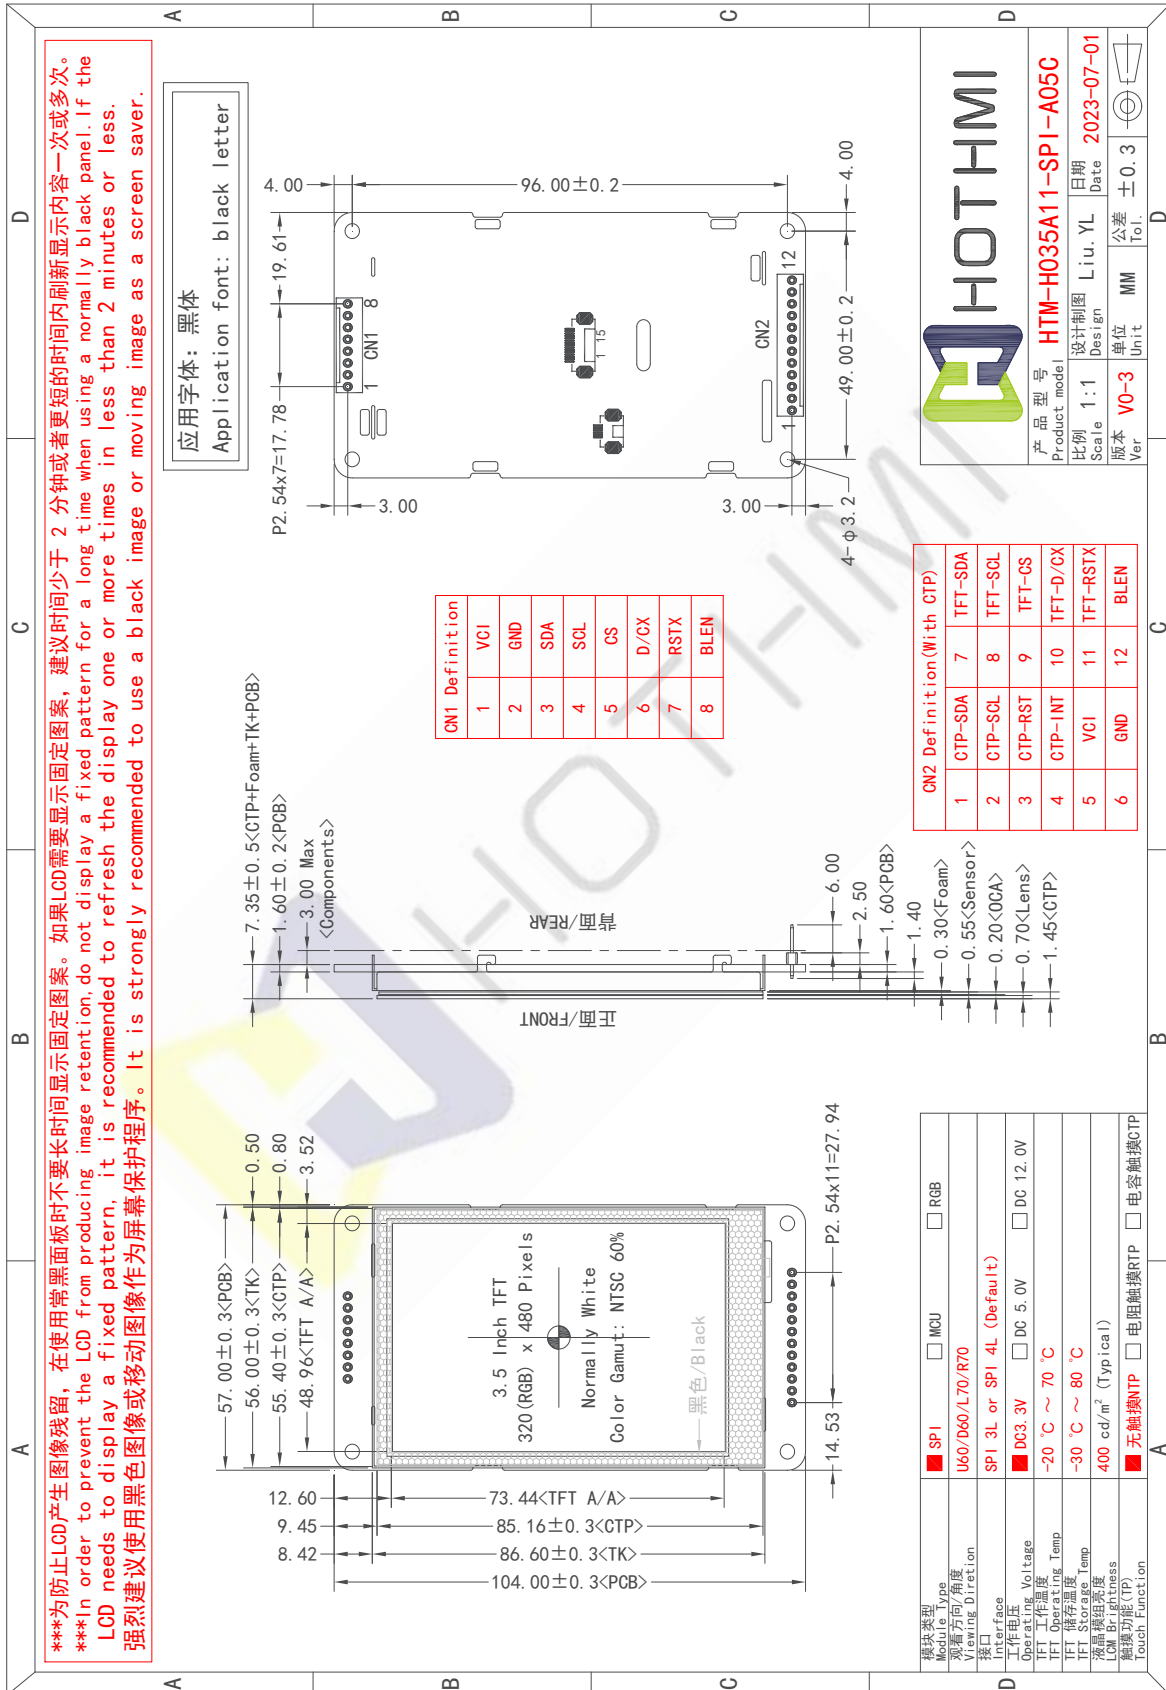 ***为防止LCD产生图像残留，在使用常黑面板时不要长时间显示固定图案。如果LCD需要显示固定图案，建议时间少于 2 分钟或者更短的时间内刷新显示内容一次或多次。
***In order to prevent the LCD from producing image retention,do not display a fixed pattern for a long time when using a normally black panel.If the
LCD needs to display a fixed pattern, it is recommended to refresh the display one or more times in less than 2 minutes or less.
强烈建议使用黑色图像或移动图像作为屏幕保护程序。It is strongly recommended to use a black image or moving image as a screen saver.
应用字体：黑体
Application font: black letter
A
B
C
D
A
B
C
D
A
B
C
D
A
B
C
D
57.00±0.3<PCB>
0.50
56.00±0.3<TK>
0.80
55.40±0.3<CTP>
3.52
48.96<TFT A/A>
12.60
73.44<TFT A/A>
9.45
85.16±0.3<CTP>
8.42
86.60±0.3<TK>
104.00±0.3<PCB>
3.5 Inch TFT
320(RGB) x 480 Pixels
Normally White
Color Gamut: NTSC 60%
黑色/Black
14.53
P2.54x11=27.94
7.35±0.5<CTP+Foam+TK+PCB>
1.60±0.2<PCB>
3.00 Max
<Components>
正面/FRONT
背面/REAR
6.00
2.50
1.60<PCB>
1.40
0.30<Foam>
0.55<Sensor>
0.20<OCA>
0.70<Lens>
1.45<CTP>
P2.54x7=17.78
19.61
4.00
3.00
1
CN1
8
96.00±0.2
1 15
CN2
1
12
3.00
4-φ3.2
49.00±0.2
4.00
CN1 Definition
1 VCI
2 GND
3 SDA
4 SCL
5 CS
6 D/CX
7 RSTX
8 BLEN
CN2 Definition(With CTP)
1 CTP-SDA 7 TFT-SDA
2 CTP-SCL 8 TFT-SCL
3 CTP-RST 9 TFT-CS
4 CTP-INT 10 TFT-D/CX
5 VCI 11 TFT-RSTX
6 GND 12 BLEN
模块类型
Module Type
SPI MCU RGB
观看方向/角度
Viewing Diretion
U60/D60/L70/R70
接口
Interface
SPI 3L or SPI 4L (Default)
工作电压
Operating Voltage
DC3.3V DC 5.0V DC 12.0V
TFT 工作温度
TFT Operating Temp
-20 ℃ ～ 70 ℃
TFT 储存温度
TFT Storage Temp
-30 ℃ ～ 80 ℃
液晶模组亮度
LCM Brightness
400 cd/m² (Typical)
触摸功能(TP)
Touch Function
无触摸NTP 电阻触摸RTP 电容触摸CTP
HOTHMI
产品型号
Product model
HTM-H035A11-SPI-A05C
比例
Scale
1:1
设计制图
Design
Liu.YL
日期
Date
2023-07-01
版本
Ver
V0-3
单位
Unit
MM
公差
Tol.
±0.3
HOTHMI